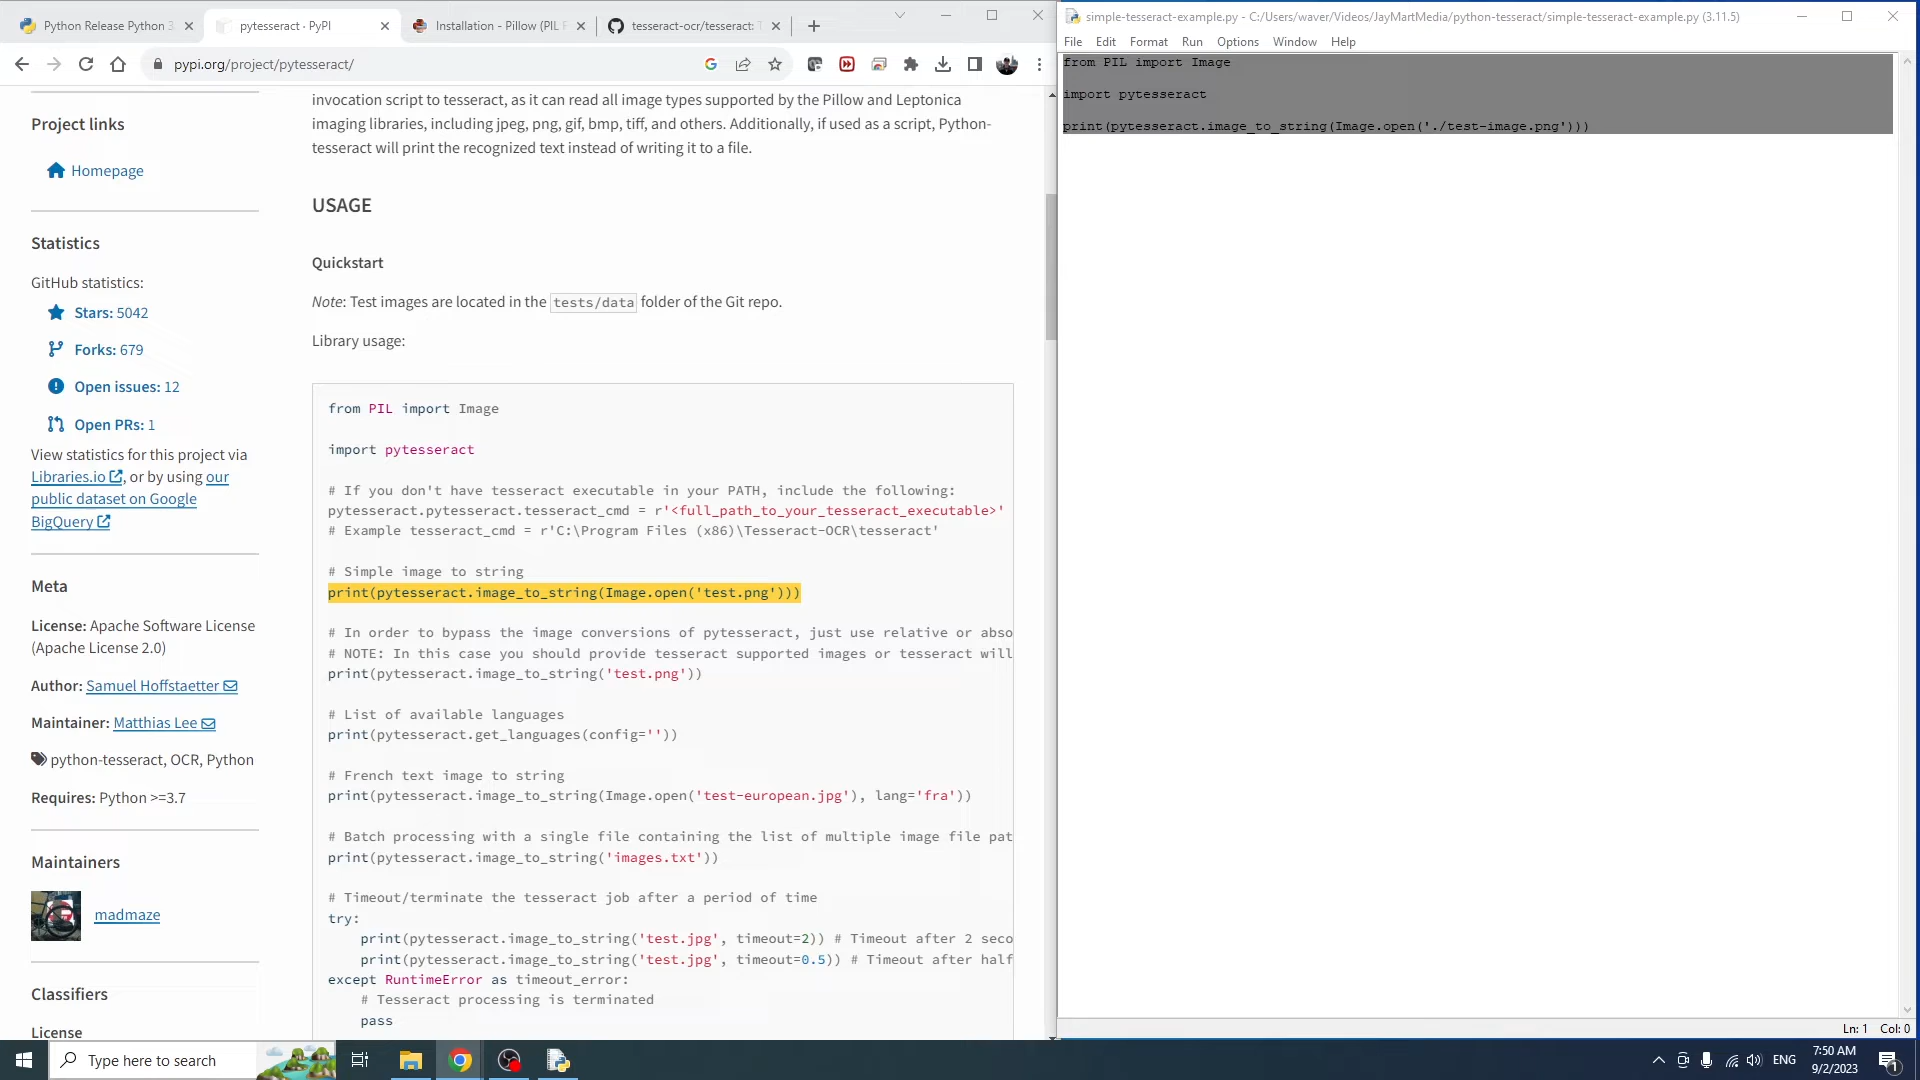 Python Release Python 3
pytesseract · PyPI
Installation - Pillow (PIL F
tesseract-ocr/tesseract: T
pypi.org/project/pytesseract/
Project links
Homepage
Statistics
GitHub statistics:
Stars: 5042
Forks: 679
Open issues: 12
Open PRs: 1
View statistics for this project via
Libraries.io, or by using our
public dataset on Google
BigQuery
Meta
License: Apache Software License
(Apache License 2.0)
Author: Samuel Hoffstaetter
Maintainer: Matthias Lee
python-tesseract, OCR, Python
Requires: Python >=3.7
Maintainers
madmaze
Classifiers
License
invocation script to tesseract, as it can read all image types supported by the Pillow and Leptonica
imaging libraries, including jpeg, png, gif, bmp, tiff, and others. Additionally, if used as a script, Python-
tesseract will print the recognized text instead of writing it to a file.
USAGE
Quickstart
Note: Test images are located in the tests/data folder of the Git repo.
Library usage:
from PIL import Image
import pytesseract
# If you don't have tesseract executable in your PATH, include the following:
pytesseract.pytesseract.tesseract_cmd = r'<full_path_to_your_tesseract_executable>'
# Example tesseract_cmd = r'C:\Program Files (x86)\Tesseract-OCR\tesseract'
# Simple image to string
print(pytesseract.image_to_string(Image.open('test.png')))
# In order to bypass the image conversions of pytesseract, just use relative or abso
# NOTE: In this case you should provide tesseract supported images or tesseract will
print(pytesseract.image_to_string('test.png'))
# List of available languages
print(pytesseract.get_languages(config=''))
# French text image to string
print(pytesseract.image_to_string(Image.open('test-european.jpg'), lang='fra'))
# Batch processing with a single file containing the list of multiple image file pat
print(pytesseract.image_to_string('images.txt'))
# Timeout/terminate the tesseract job after a period of time
try:
    print(pytesseract.image_to_string('test.jpg', timeout=2)) # Timeout after 2 seco
    print(pytesseract.image_to_string('test.jpg', timeout=0.5)) # Timeout after half
except RuntimeError as timeout_error:
    # Tesseract processing is terminated
    pass
simple-tesseract-example.py - C:/Users/waver/Videos/JayMartMedia/python-tesseract/simple-tesseract-example.py (3.11.5)
File Edit Format Run Options Window Help
from PIL import Image
import pytesseract
print(pytesseract.image_to_string(Image.open('./test-image.png')))
Ln: 1 Col: 0
Type here to search
ENG
7:50 AM
9/2/2023
1